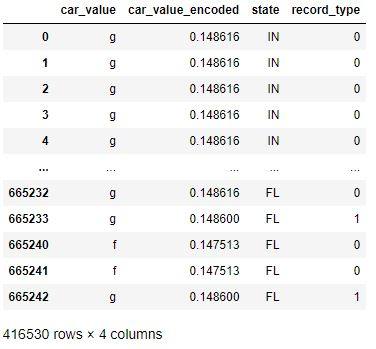 car_value car_value_encoded state record_type
0 g 0.148616 IN 0
1 g 0.148616 IN 0
2 g 0.148616 IN 0
3 g 0.148616 IN 0
4 g 0.148616 IN 0
... ... ... ... ...
665232 g 0.148616 FL 0
665233 g 0.148600 FL 1
665240 f 0.147513 FL 0
665241 f 0.147513 FL 0
665242 g 0.148600 FL 1
416530 rows × 4 columns